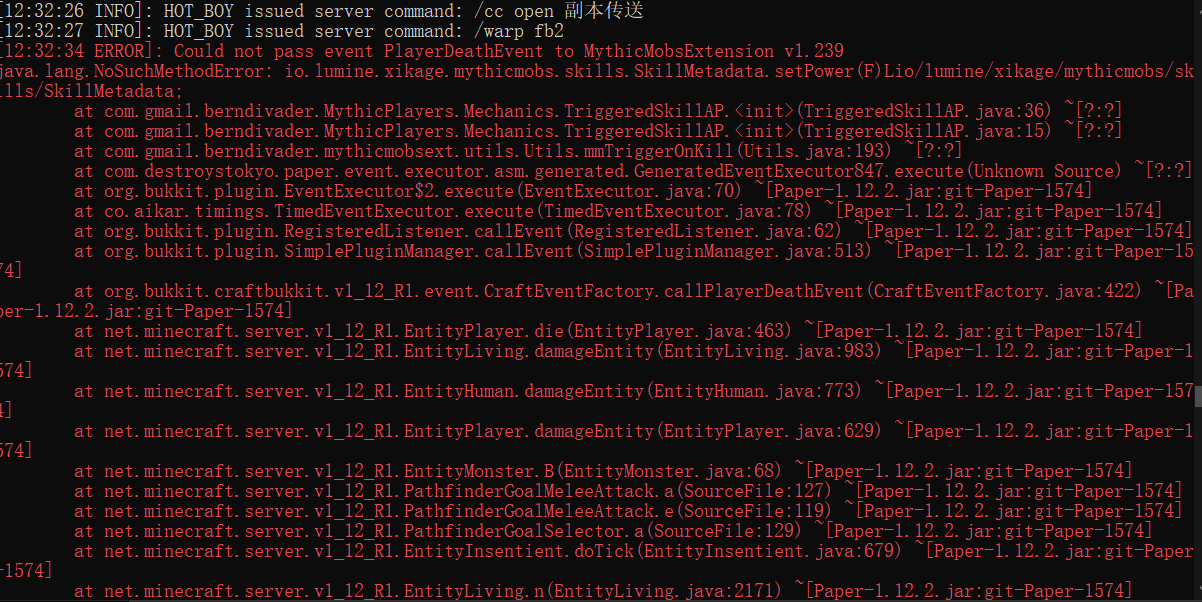 [12:32:26 INFO]: HOT_BOY issued server command: /cc open 副本传送
[12:32:27 INFO]: HOT_BOY issued server command: /warp fb2
[12:32:34 ERROR]: Could not pass event PlayerDeathEvent to MythicMobsExtension v1.239
java.lang.NoSuchMethodError: io.lumine.xikage.mythicmobs.skills.SkillMetadata.setPower(F)Lio/lumine/xikage/mythicmobs/sk
ills/SkillMetadata;
at com.gmail.berndivader.MythicPlayers.Mechanics.TriggeredSkillAP.<init>(TriggeredSkillAP.java:36) ~[?:?]
at com.gmail.berndivader.MythicPlayers.Mechanics.TriggeredSkillAP.<init>(TriggeredSkillAP.java:15) ~[?:?]
at com.gmail.berndivader.mythicmobsext.utils.Utils.mmTriggerOnKill(Utils.java:193) ~[?:?]
at com.destroystokyo.paper.event.executor.asm.generated.GeneratedEventExecutor847.execute(Unknown Source) ~[?:?]
at org.bukkit.plugin.EventExecutor$2.execute(EventExecutor.java:70) ~[Paper-1.12.2.jar:git-Paper-1574]
at co.aikar.timings.TimedEventExecutor.execute(TimedEventExecutor.java:78) ~[Paper-1.12.2.jar:git-Paper-1574]
at org.bukkit.plugin.RegisteredListener.callEvent(RegisteredListener.java:62) ~[Paper-1.12.2.jar:git-Paper-1574]
at org.bukkit.plugin.SimplePluginManager.callEvent(SimplePluginManager.java:513) ~[Paper-1.12.2.jar:git-Paper-15
74]
at org.bukkit.craftbukkit.v1_12_R1.event.CraftEventFactory.callPlayerDeathEvent(CraftEventFactory.java:422) ~[Pa
per-1.12.2.jar:git-Paper-1574]
at net.minecraft.server.v1_12_R1.EntityPlayer.die(EntityPlayer.java:463) ~[Paper-1.12.2.jar:git-Paper-1574]
at net.minecraft.server.v1_12_R1.EntityLiving.damageEntity(EntityLiving.java:983) ~[Paper-1.12.2.jar:git-Paper-1
574]
at net.minecraft.server.v1_12_R1.EntityHuman.damageEntity(EntityHuman.java:773) ~[Paper-1.12.2.jar:git-Paper-157
4]
at net.minecraft.server.v1_12_R1.EntityPlayer.damageEntity(EntityPlayer.java:629) ~[Paper-1.12.2.jar:git-Paper-1
574]
at net.minecraft.server.v1_12_R1.EntityMonster.B(EntityMonster.java:68) ~[Paper-1.12.2.jar:git-Paper-1574]
at net.minecraft.server.v1_12_R1.PathfinderGoalMeleeAttack.a(SourceFile:127) ~[Paper-1.12.2.jar:git-Paper-1574]
at net.minecraft.server.v1_12_R1.PathfinderGoalMeleeAttack.e(SourceFile:119) ~[Paper-1.12.2.jar:git-Paper-1574]
at net.minecraft.server.v1_12_R1.PathfinderGoalSelector.a(SourceFile:129) ~[Paper-1.12.2.jar:git-Paper-1574]
at net.minecraft.server.v1_12_R1.EntityInsentient.doTick(EntityInsentient.java:679) ~[Paper-1.12.2.jar:git-Paper
-1574]
at net.minecraft.server.v1_12_R1.EntityLiving.n(EntityLiving.java:2171) ~[Paper-1.12.2.jar:git-Paper-1574]